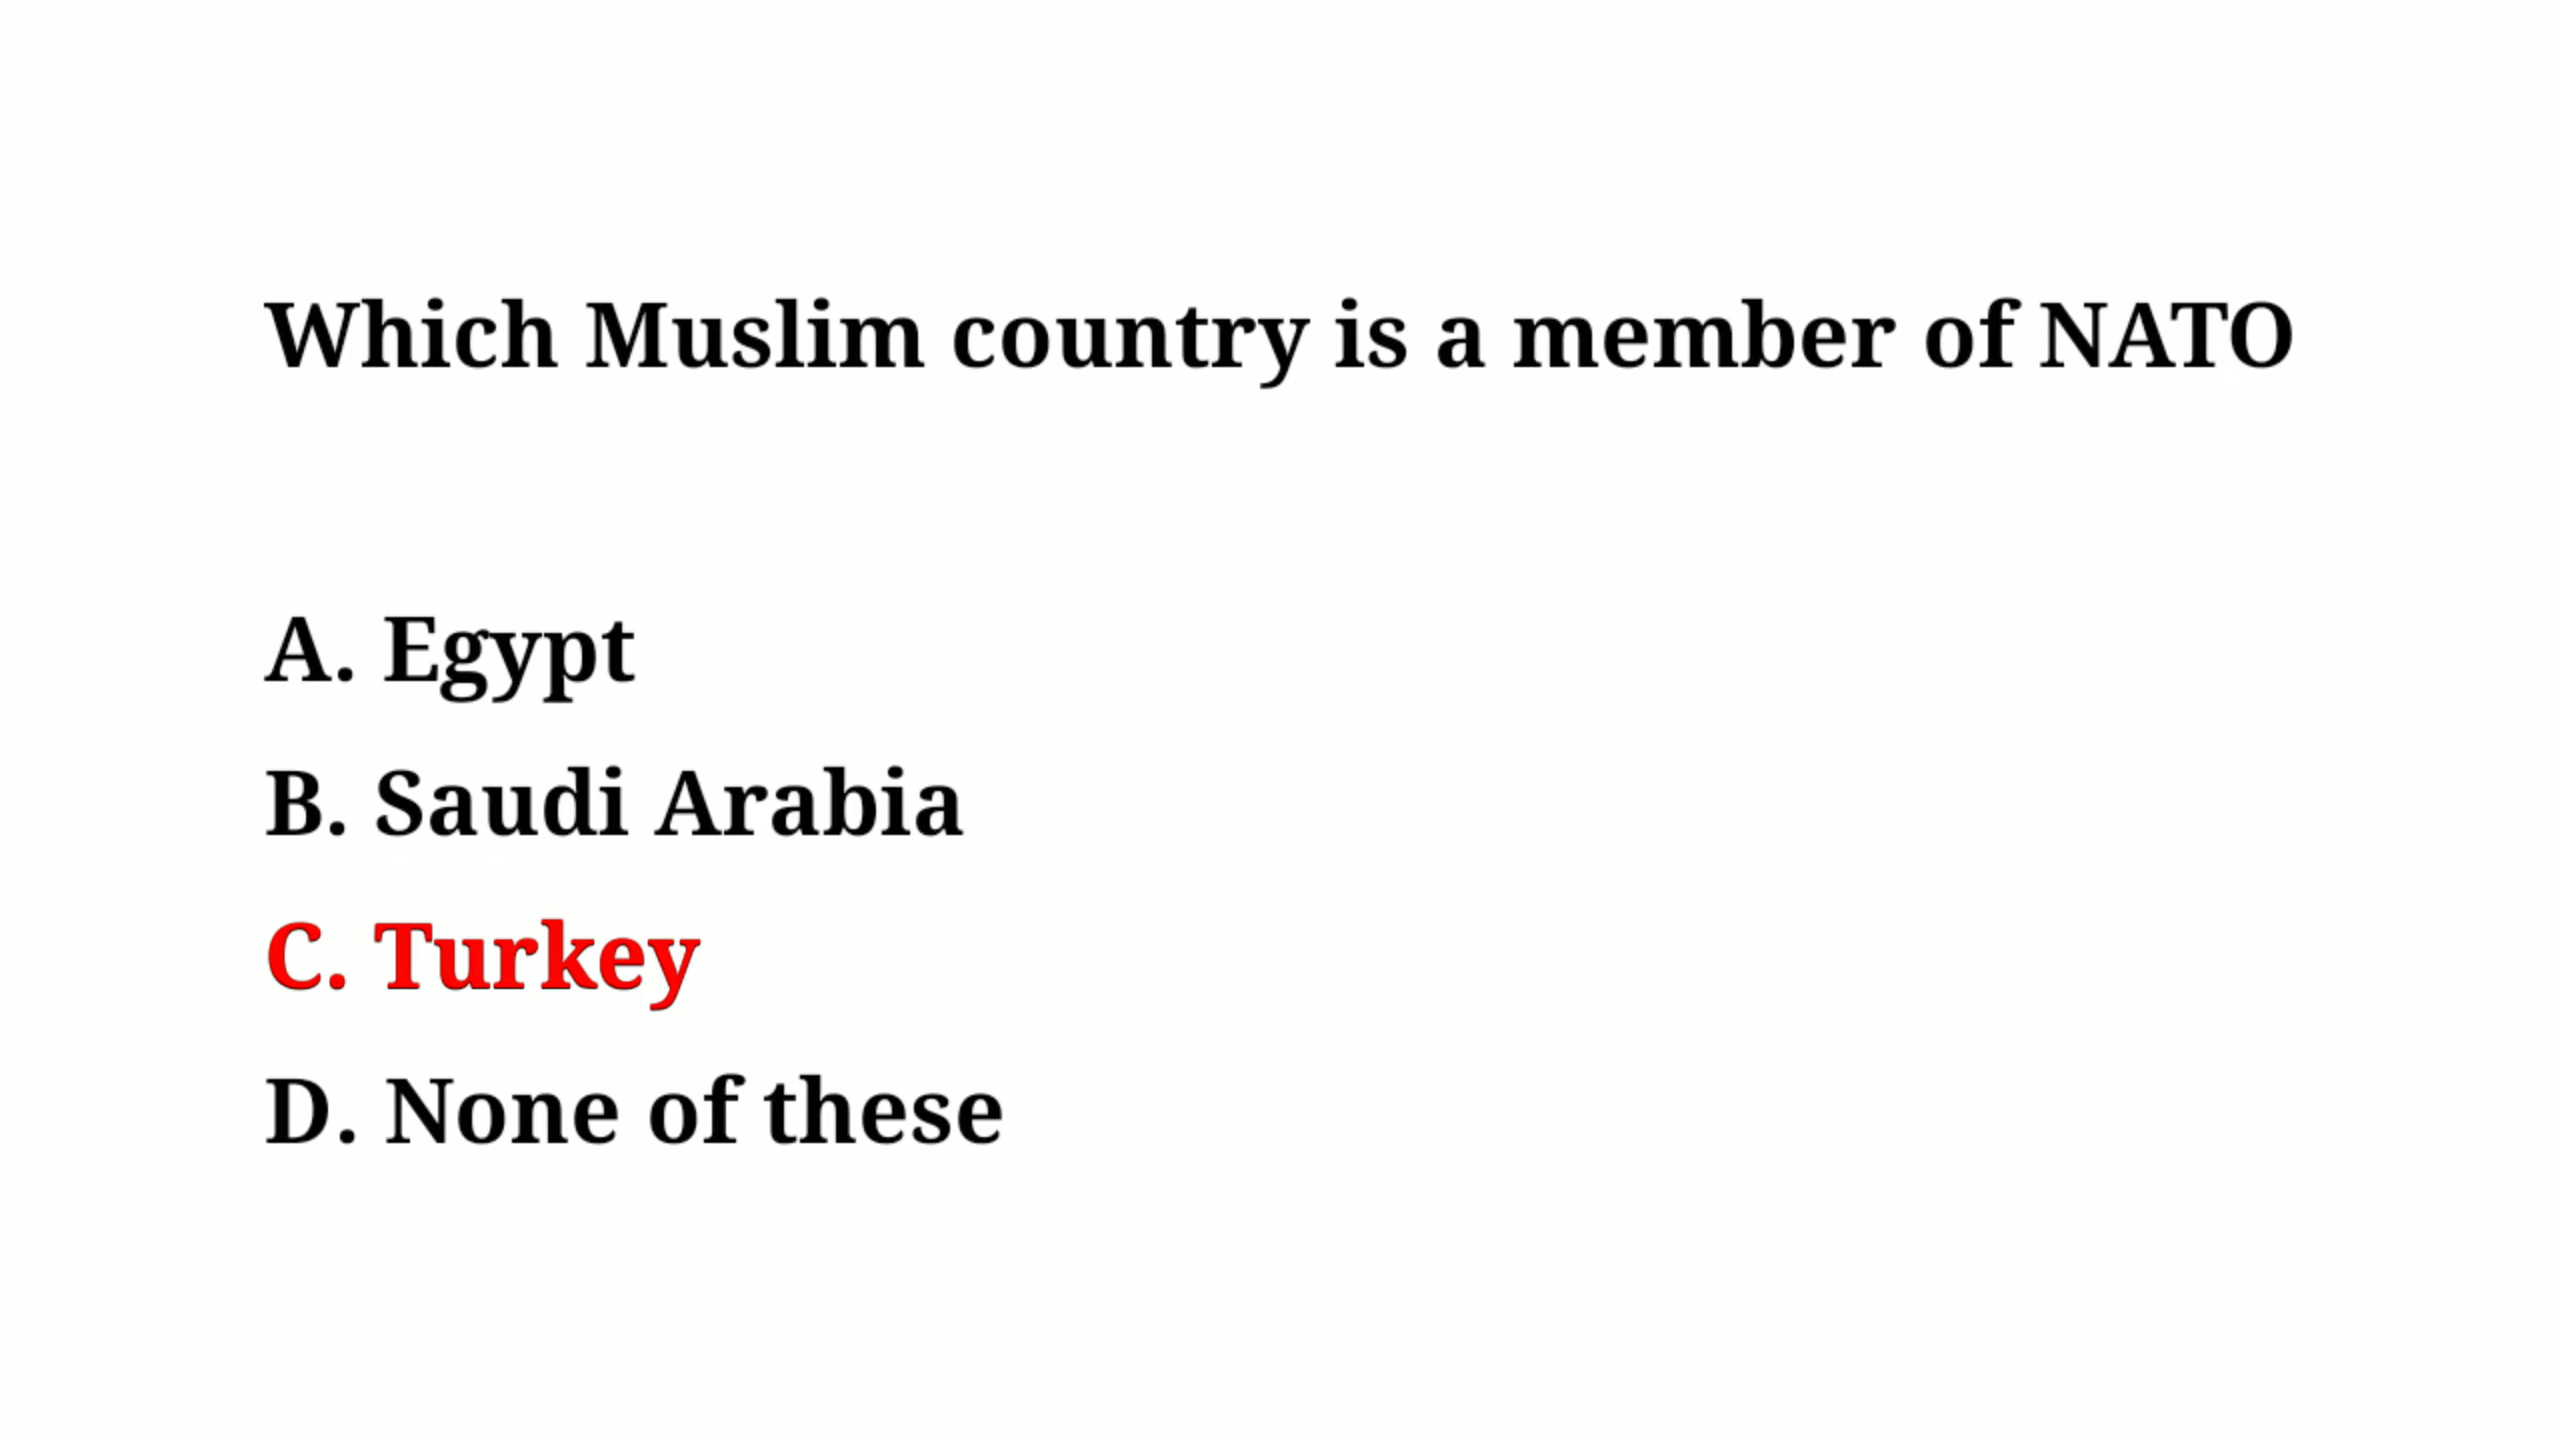 Which Muslim country is a member of NATO
A. Egypt
B. Saudi Arabia
C. Turkey
D. None of these